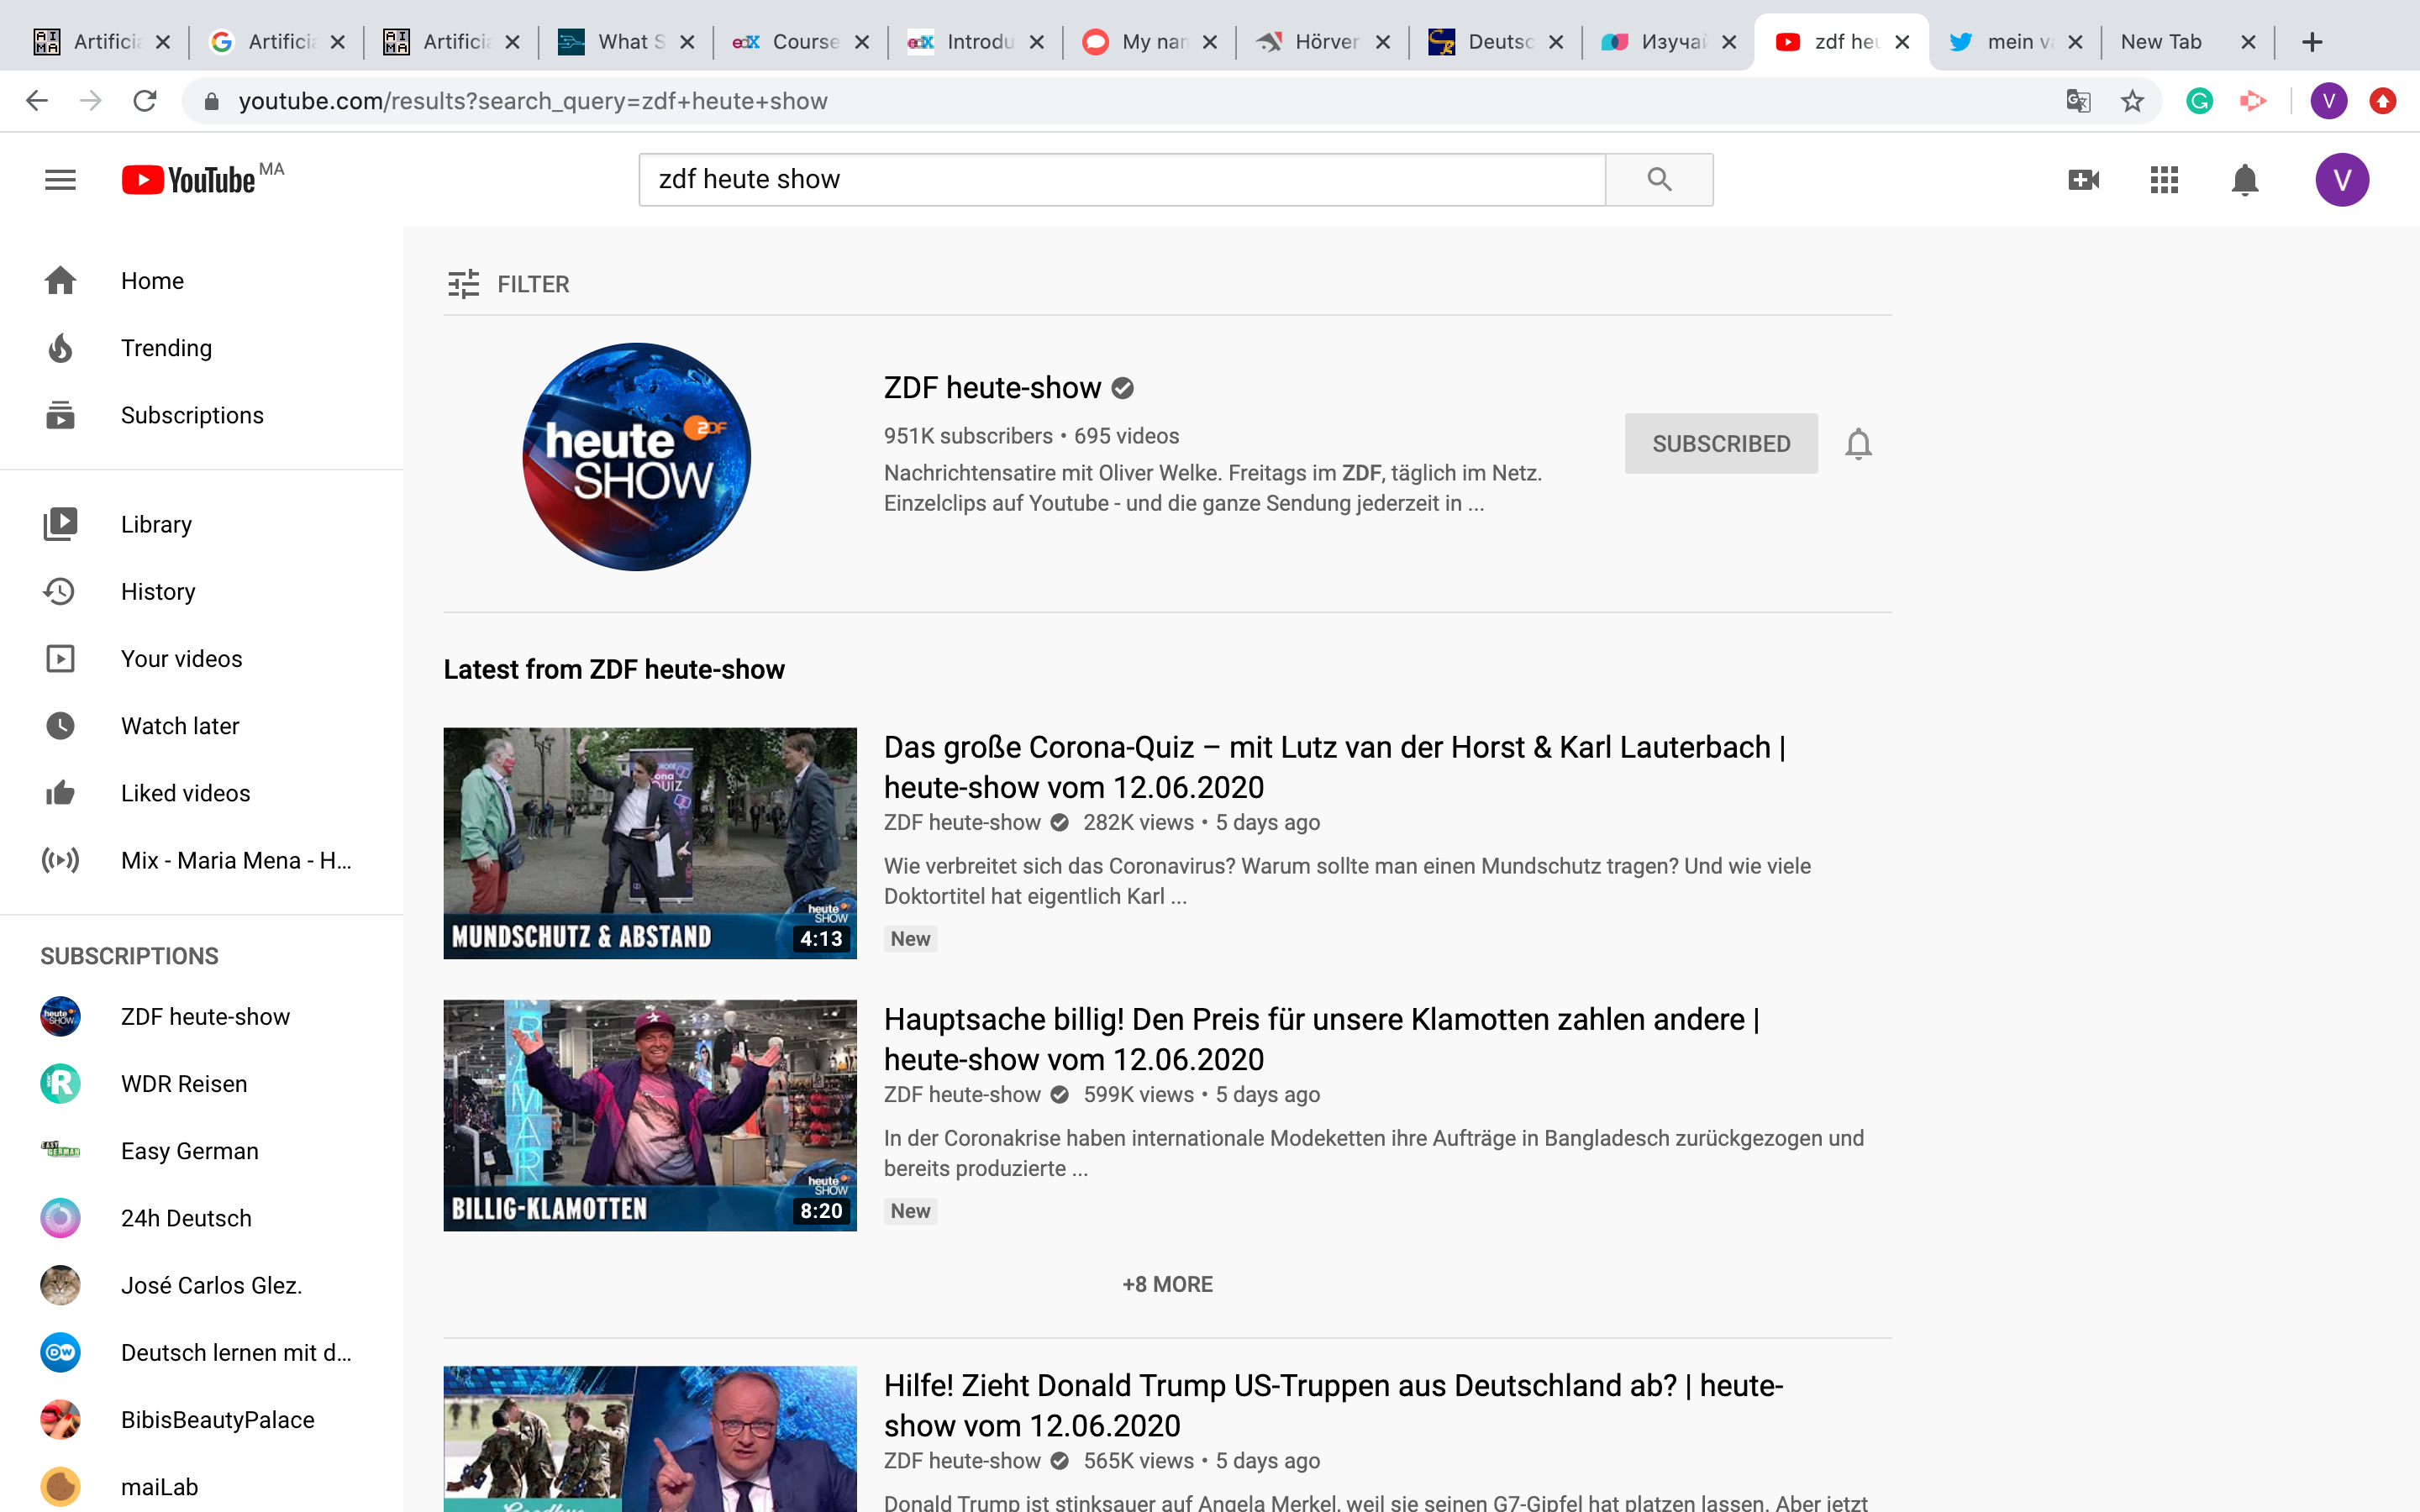 Artificia
Artificia
Artificia
What S
Course
Introdu
My nan
Hörver
Deutsc
Изучай
zdf heu
mein va
New Tab
youtube.com/results?search_query=zdf+heute+show
V
YouTube MA
zdf heute show
V
Home
Trending
Subscriptions
Library
History
Your videos
Watch later
Liked videos
Mix - Maria Mena - H...
SUBSCRIPTIONS
ZDF heute-show
WDR Reisen
Easy German
24h Deutsch
José Carlos Glez.
Deutsch lernen mit d...
BibisBeautyPalace
maiLab
FILTER
heute ZDF
SHOW
ZDF heute-show
951K subscribers • 695 videos
Nachrichtensatire mit Oliver Welke. Freitags im ZDF, täglich im Netz.
Einzelclips auf Youtube - und die ganze Sendung jederzeit in ...
SUBSCRIBED
Latest from ZDF heute-show
QUIZ
heute
SHOW
MUNDSCHUTZ & ABSTAND
4:13
Das große Corona-Quiz – mit Lutz van der Horst & Karl Lauterbach |
heute-show vom 12.06.2020
ZDF heute-show 282K views • 5 days ago
Wie verbreitet sich das Coronavirus? Warum sollte man einen Mundschutz tragen? Und wie viele
Doktortitel hat eigentlich Karl ...
New
heute
SHOW
BILLIG-KLAMOTTEN
8:20
Hauptsache billig! Den Preis für unsere Klamotten zahlen andere |
heute-show vom 12.06.2020
ZDF heute-show 599K views • 5 days ago
In der Coronakrise haben internationale Modeketten ihre Aufträge in Bangladesch zurückgezogen und
bereits produzierte ...
New
+8 MORE
Hilfe! Zieht Donald Trump US-Truppen aus Deutschland ab? | heute-
show vom 12.06.2020
ZDF heute-show 565K views • 5 days ago
Donald Trump ist stinksauer auf Angela Merkel, weil sie seinen G7-Gipfel hat platzen lassen. Aber jetzt